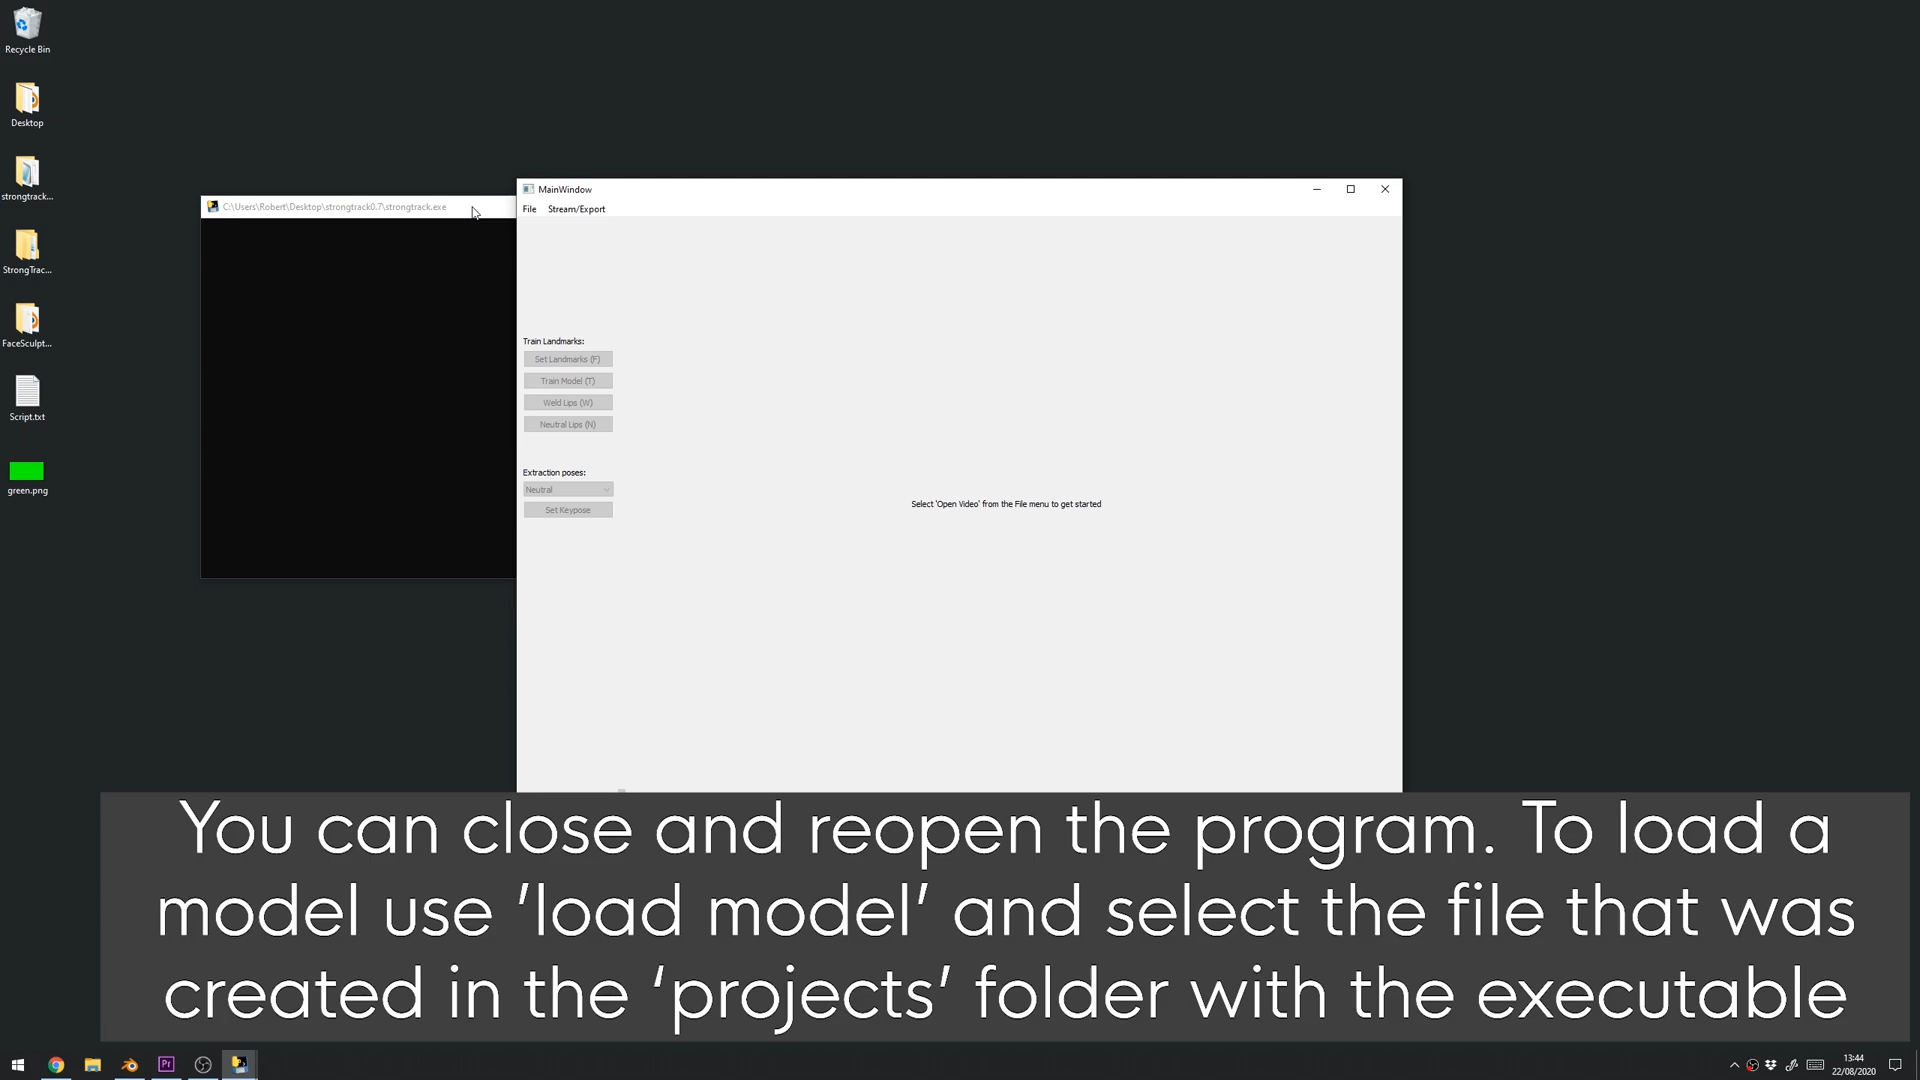 Recycle Bin
Desktop
strongtrack...
StrongTrac...
FaceSculpt...
Script.txt
green.png
C:\Users\Robert\Desktop\strongtrack0.7\strongtrack.exe
MainWindow
File Stream/Export
Train Landmarks:
Set Landmarks (F)
Train Model (T)
Weld Lips (W)
Neutral Lips (N)
Extraction poses:
Neutral
Set Keypose
Select 'Open Video' from the File menu to get started
You can close and reopen the program. To load a
model use 'load model' and select the file that was
created in the 'projects' folder with the executable
Pr
13:44
22/08/2020